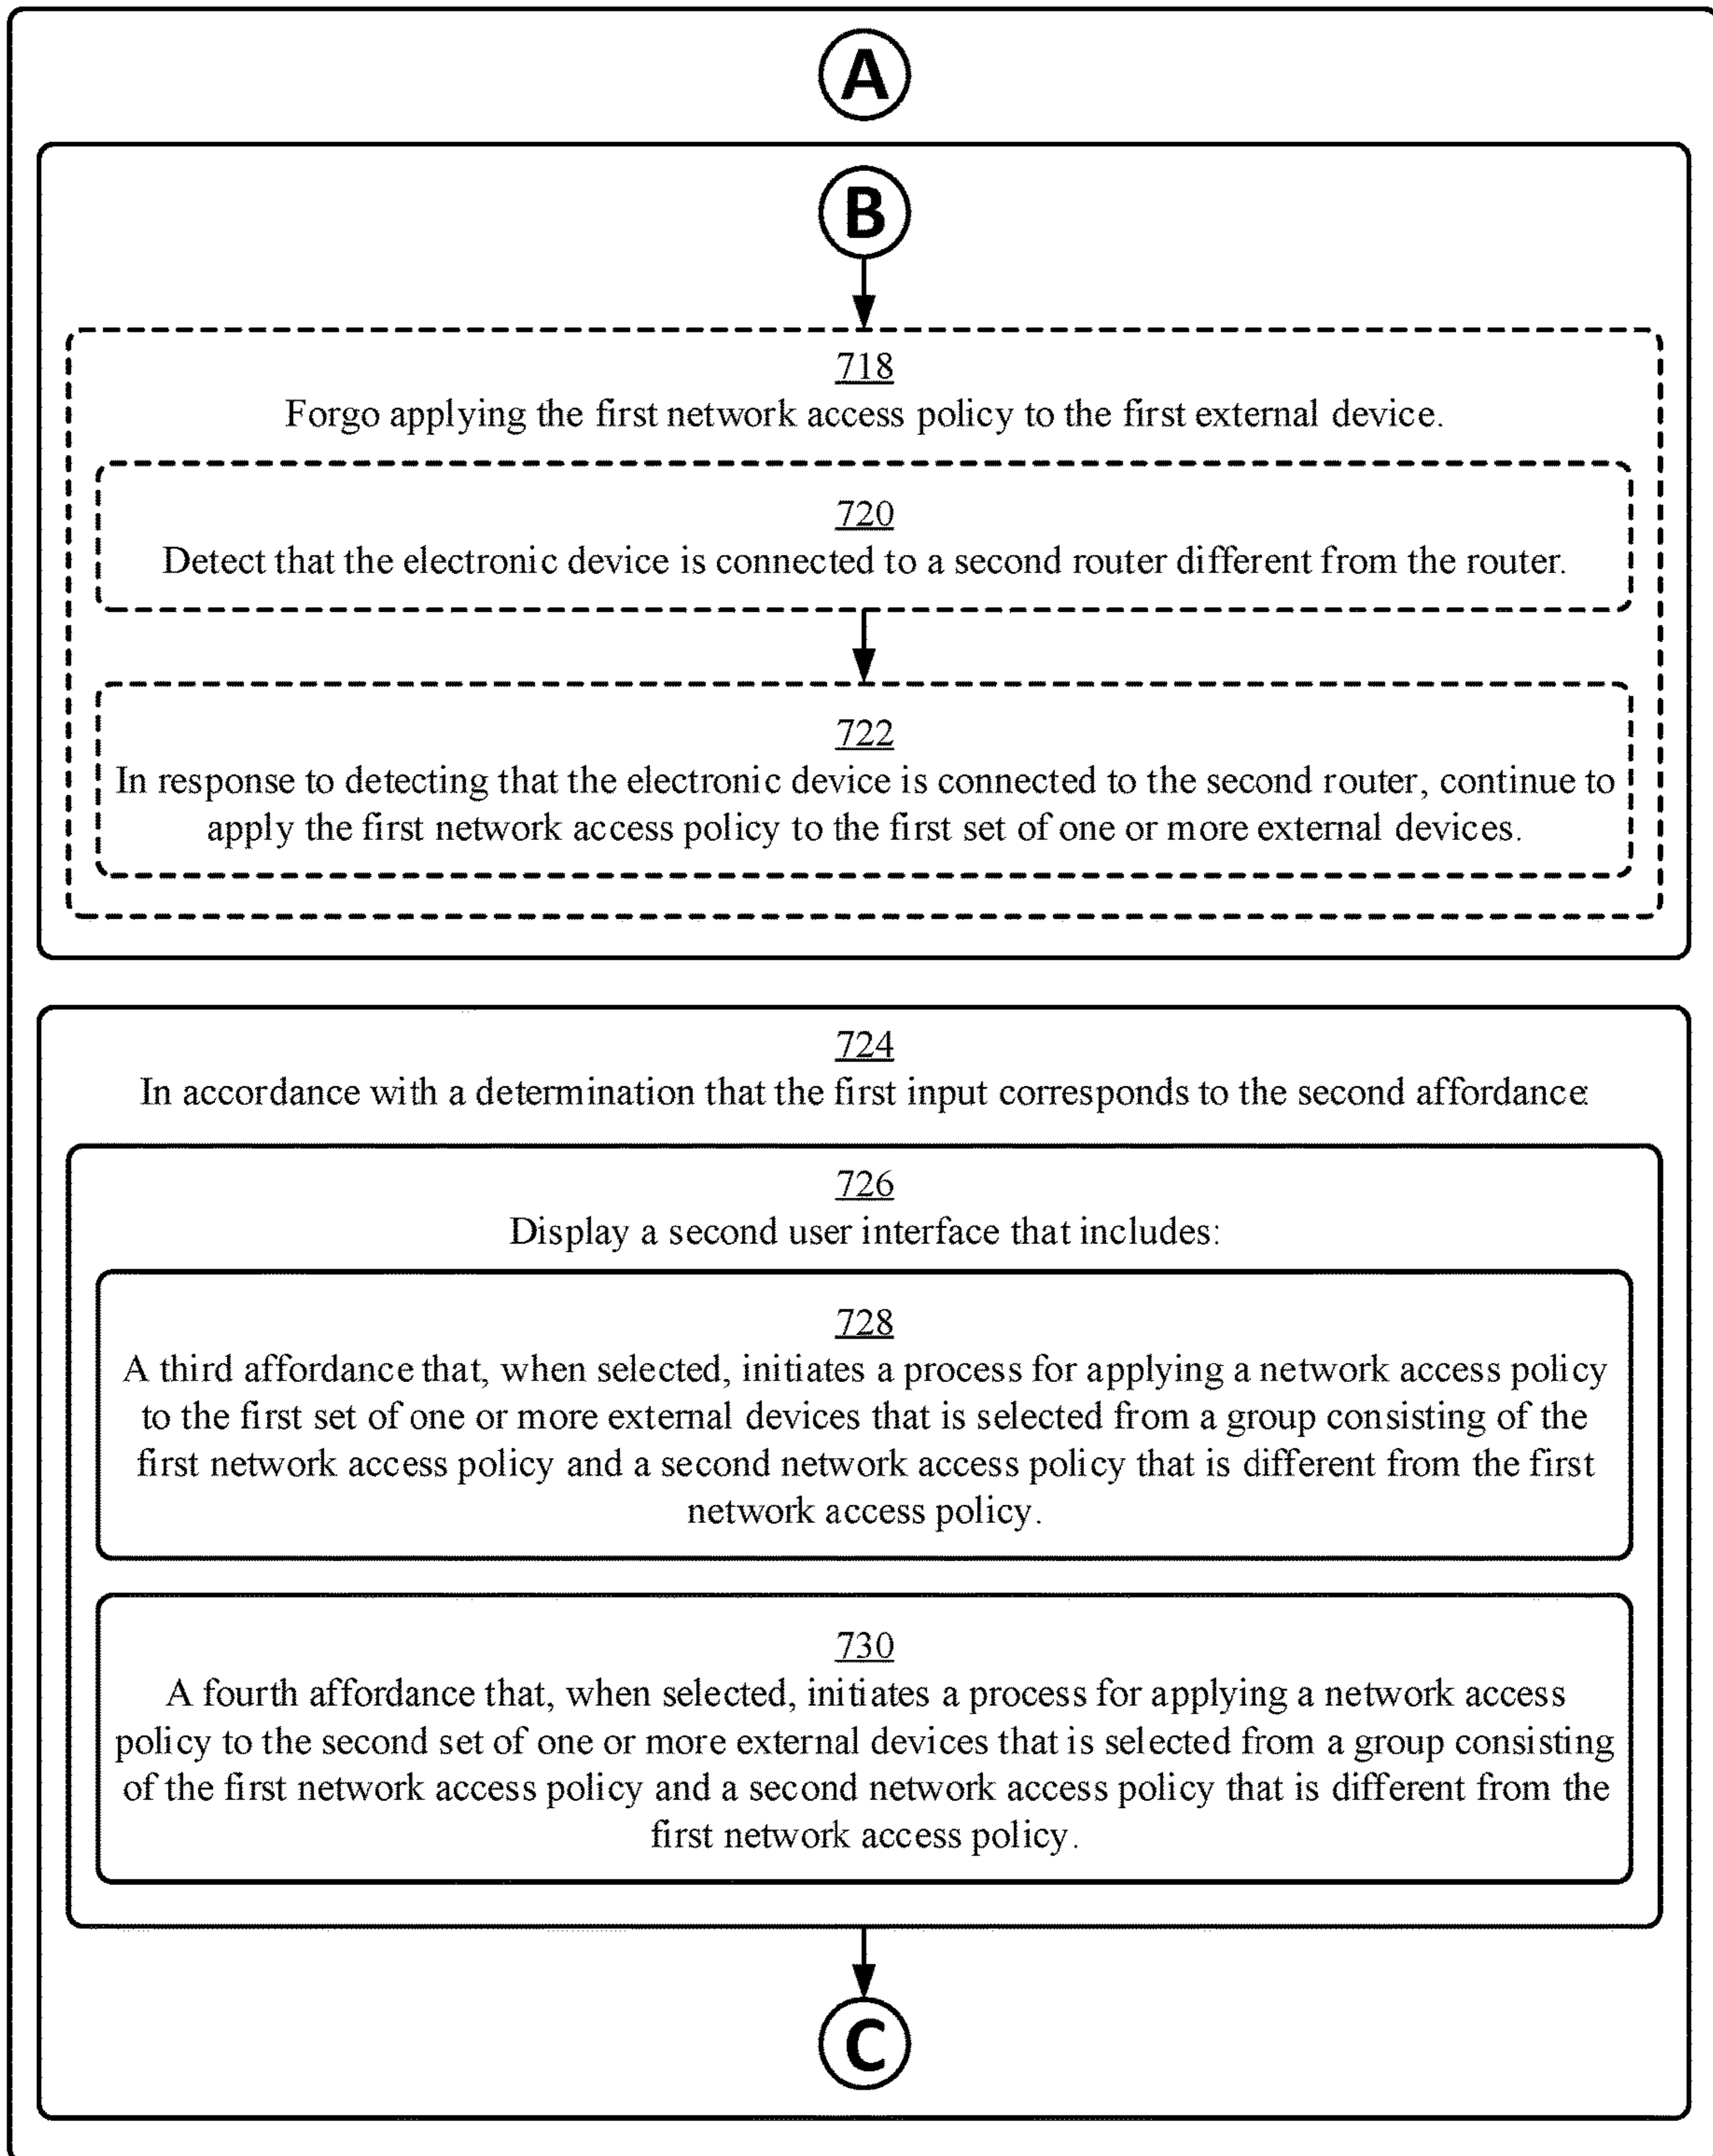 A
B
718
Forgo applying the first network access policy to the first external device.
720
Detect that the electronic device is connected to a second router different from the router.
722
In response to detecting that the electronic device is connected to the second router, continue to
apply the first network access policy to the first set of one or more external devices.
724
In accordance with a determination that the first input corresponds to the second affordance:
726
Display a second user interface that includes:
728
A third affordance that, when selected, initiates a process for applying a network access policy
to the first set of one or more external devices that is selected from a group consisting of the
first network access policy and a second network access policy that is different from the first
network access policy.
730
A fourth affordance that, when selected, initiates a process for applying a network access
policy to the second set of one or more external devices that is selected from a group consisting
of the first network access policy and a second network access policy that is different from the
first network access policy.
C